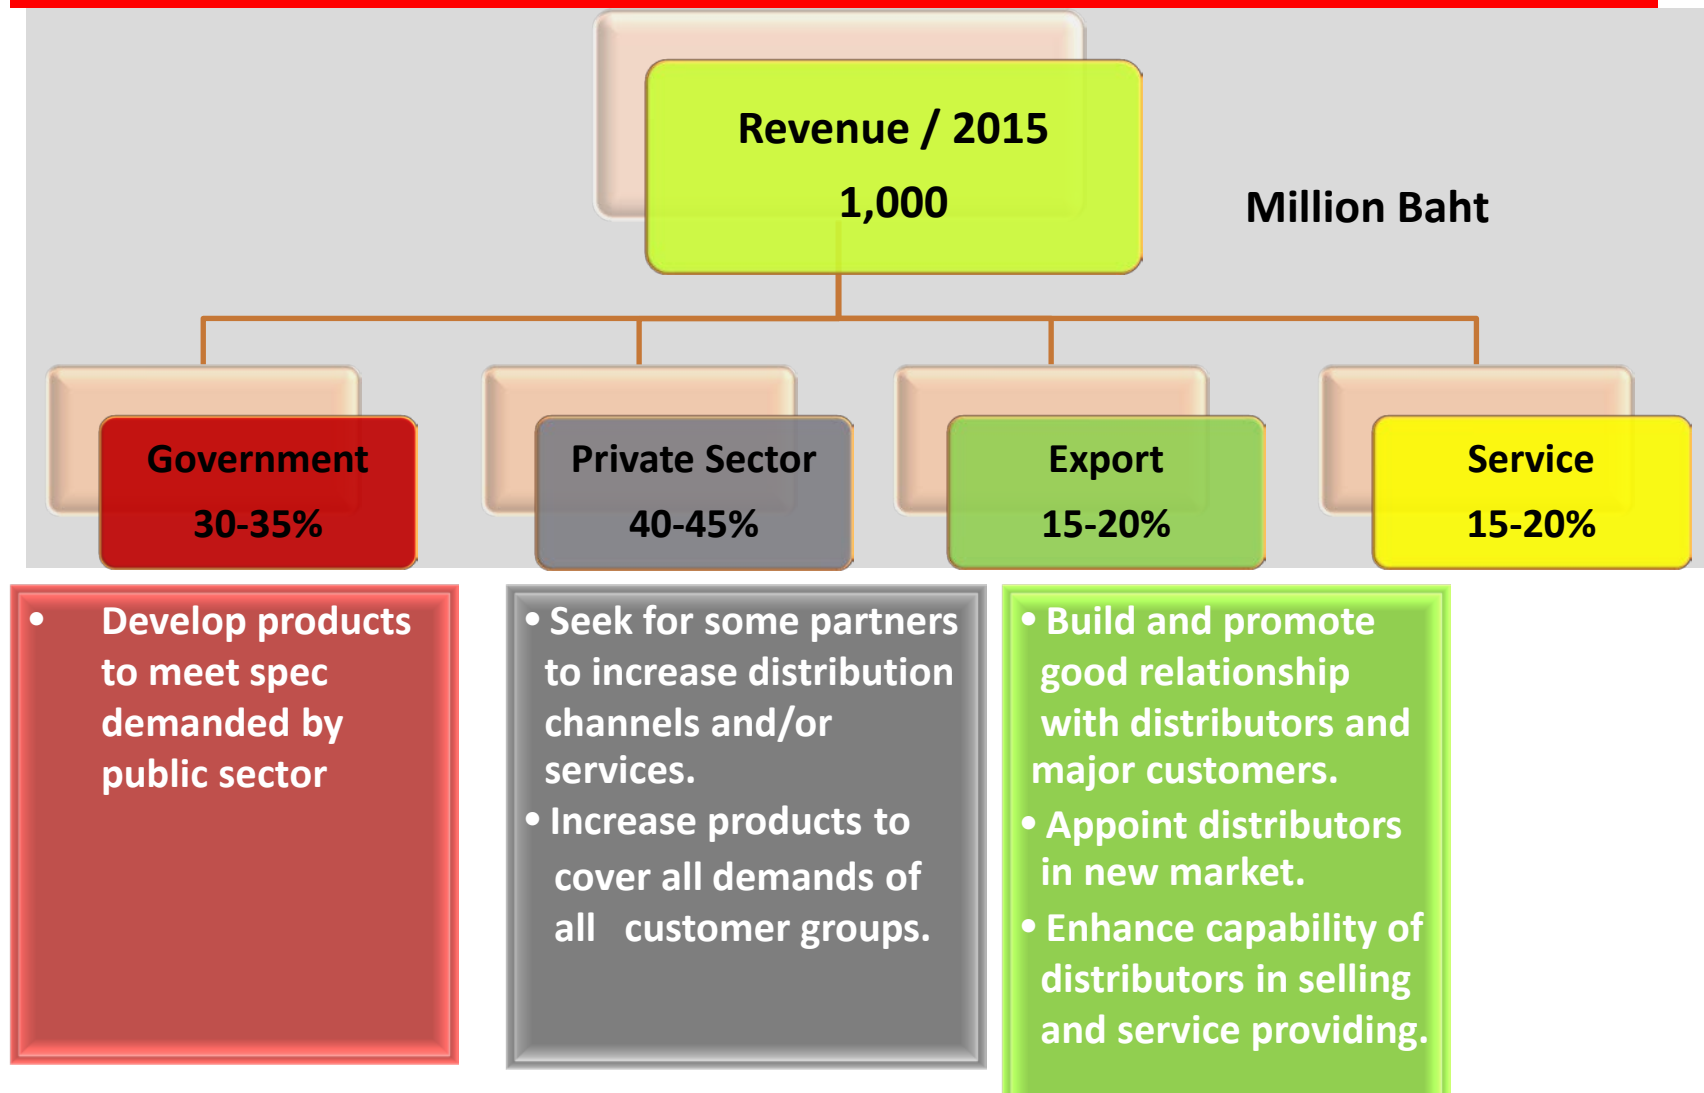 Revenue / 2015
1,000
Million Baht
Government
30-35%
Private Sector
40-45%
Export
15-20%
Service
15-20%
• Develop products
to meet spec
demanded by
public sector
• Seek for some partners
to increase distribution
channels and/or
services.
• Increase products to
cover all demands of
all customer groups.
• Build and promote
good relationship
with distributors and
major customers.
• Appoint distributors
in new market.
• Enhance capability of
distributors in selling
and service providing.